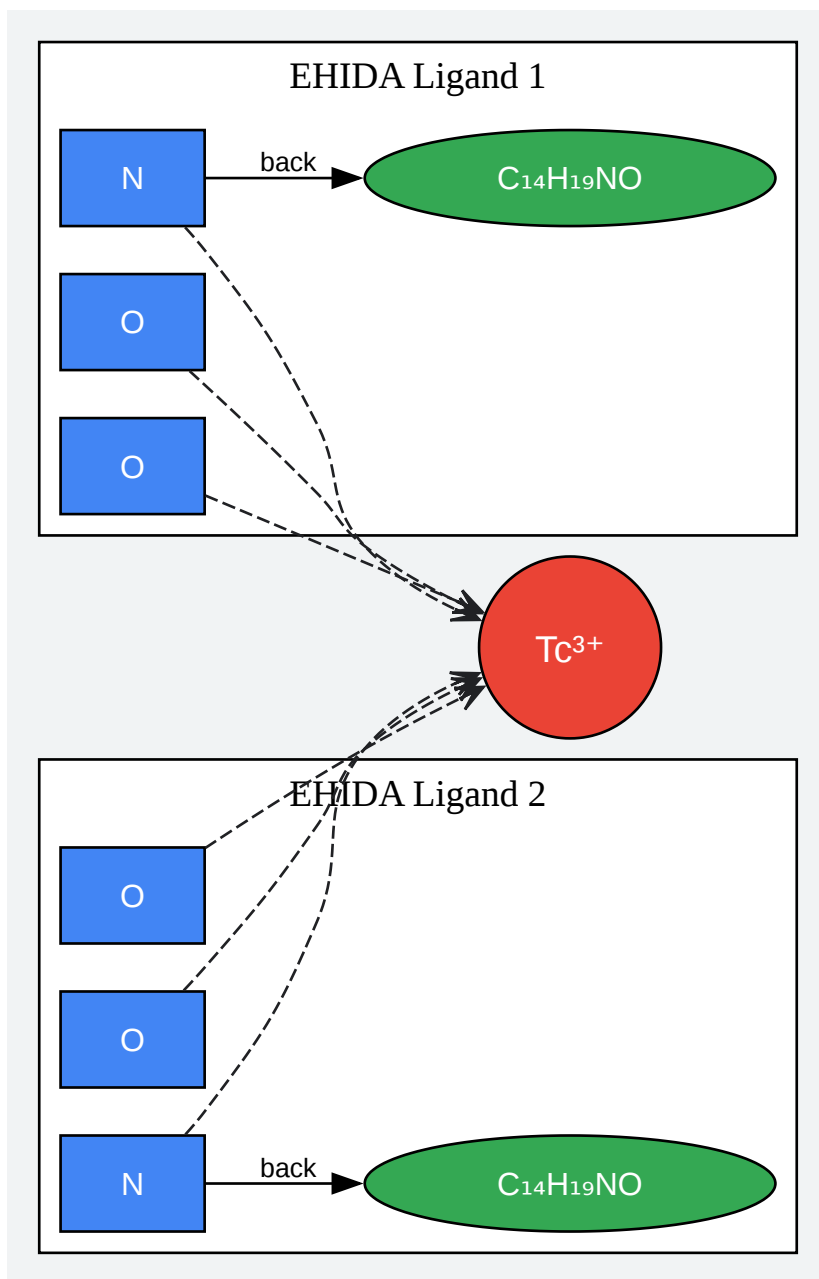 EHIDA Ligand 1
N
back
C₁₄H₁₉NO
O
O
Tc³⁺
EHIDA Ligand 2
O
O
N
back
C₁₄H₁₉NO